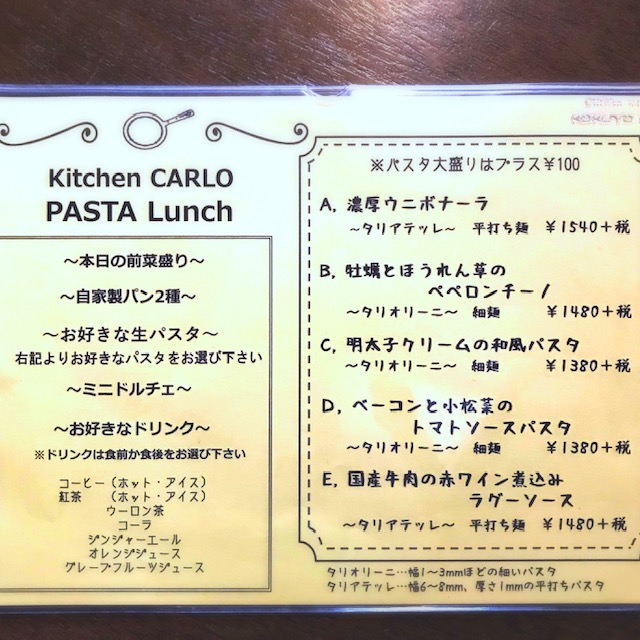 Kitchen CARLO
PASTA Lunch
～本日の前菜盛り～
～自家製パン2種～
～お好きな生パスタ～
右記よりお好きなパスタをお選び下さい
～ミニドルチェ～
～お好きなドリンク～
※ドリンクは食前か食後をお選び下さい
コーヒー（ホット・アイス）
紅茶　　（ホット・アイス）
ウーロン茶
コーラ
ジンジャーエール
オレンジジュース
グレープフルーツジュース
※パスタ大盛りはプラス￥100
A, 濃厚ウニボナーラ
～タリアテッレ～　平打ち麺　￥1540+税
B, 牡蠣とほうれん草の
ペペロンチーノ
～タリオリーニ～　細麺　￥1480+税
C, 明太子クリームの和風パスタ
～タリオリーニ～　細麺　￥1380+税
D, ベーコンと小松菜の
トマトソースパスタ
～タリオリーニ～　細麺　￥1380+税
E, 国産牛肉の赤ワイン煮込み
ラグーソース
～タリアテッレ～　平打ち麺　￥1480+税
タリオリーニ…幅1～3mmほどの細いパスタ
タリアテッレ…幅6～8mm、厚さ1mmの平打ちパスタ